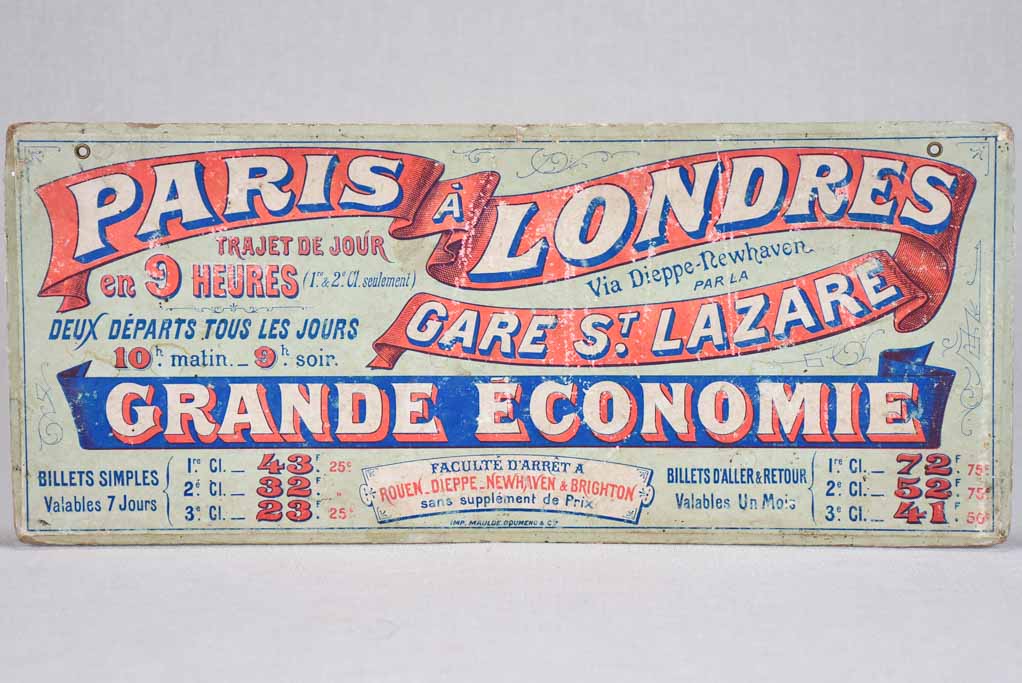 PARIS À LONDRES
TRAJET DE JOUR
en 9 HEURES (1re & 2e Cl. seulement)
Via Dieppe-Newhaven
PAR LA
GARE ST. LAZARE
DEUX DÉPARTS TOUS LES JOURS
10h. matin. _ 9h. soir.
GRANDE ÉCONOMIE
BILLETS SIMPLES
Valables 7 Jours
1re Cl. _ 43F. 25c
2e Cl. _ 32F. "
3e Cl. _ 23F. 25c
FACULTÉ D'ARRÊT A
ROUEN_DIEPPE_NEWHAVEN & BRIGHTON
sans supplément de Prix
IMP. MAULDE, DOUMENC & Cie
BILLETS D'ALLER & RETOUR
Valables Un Mois
1re Cl. _ 72F. 75c
2e Cl. _ 52F. 75c
3e Cl. _ 41F. 50c